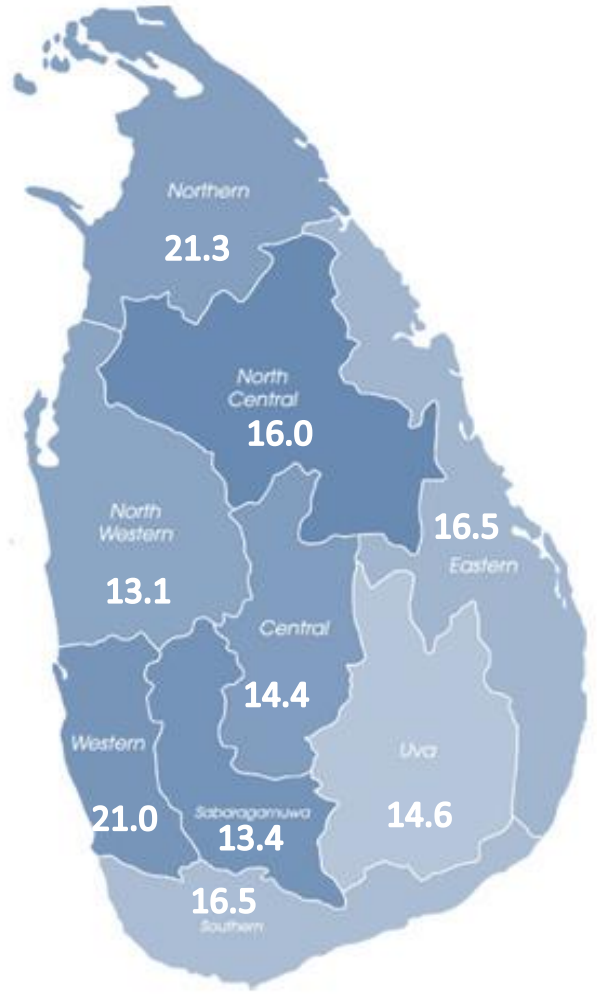 Northern
21.3
North
Central
16.0
North
Western
13.1
16.5
Eastern
Central
14.4
Western
21.0
Uva
14.6
Sabaragamuwa
13.4
16.5
Southern